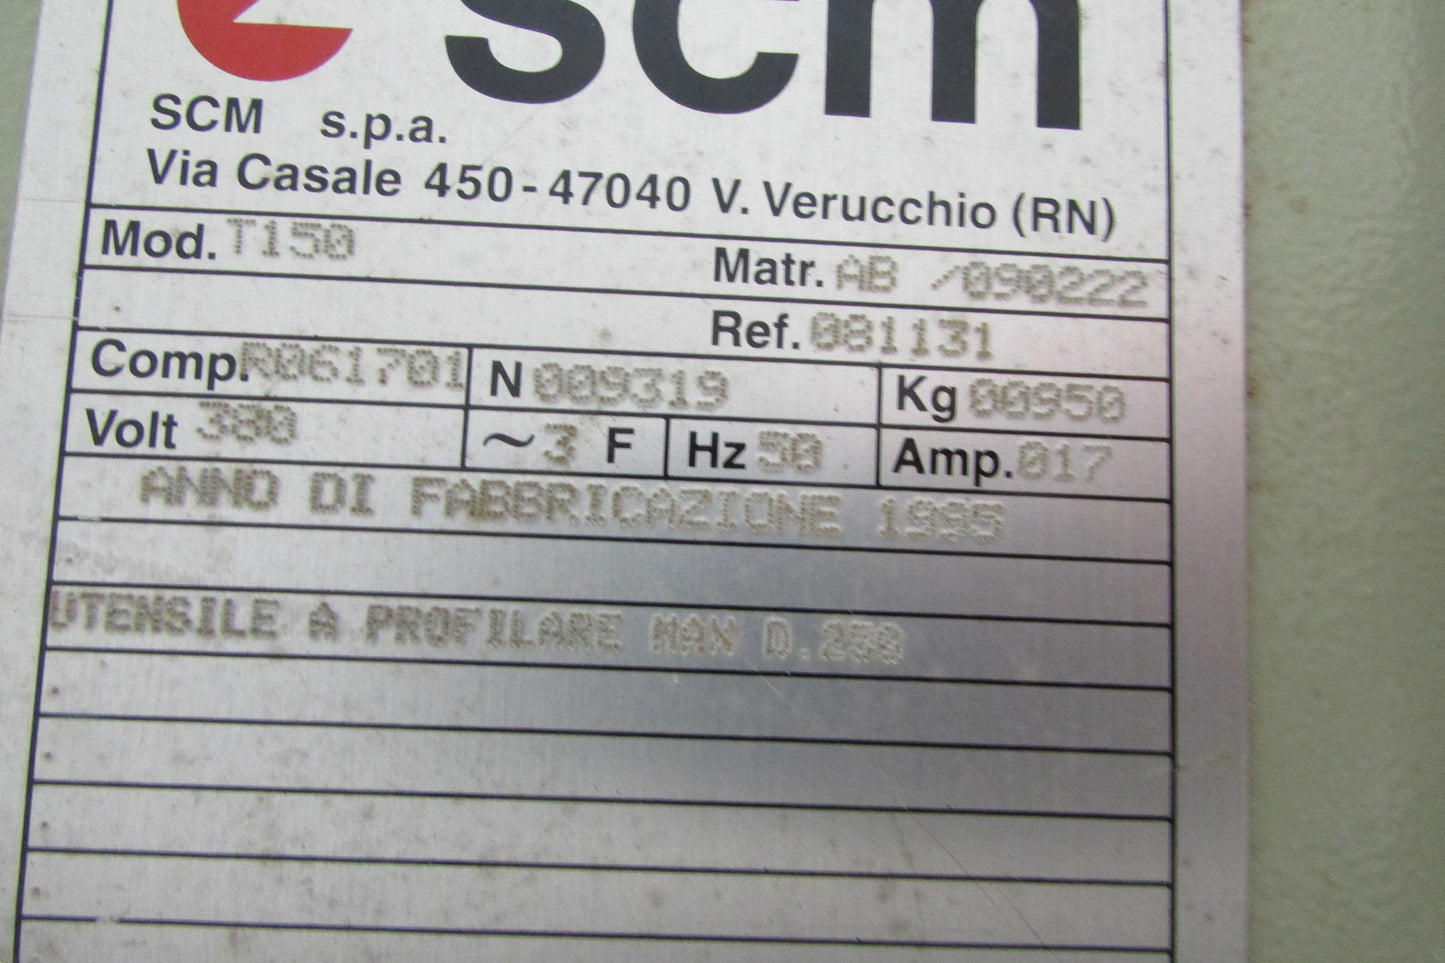 scm
SCM s.p.a.
Via Casale 450-47040 V. Verucchio (RN)
Mod. T150
Matr. AB /090222
Ref. 081131
Comp. R061701 N 009319 Kg 00950
Volt 380 ~3 F Hz 50 Amp. 017
ANNO DI FABBRICAZIONE 1995
UTENSILE A PROFILARE MAX D.250